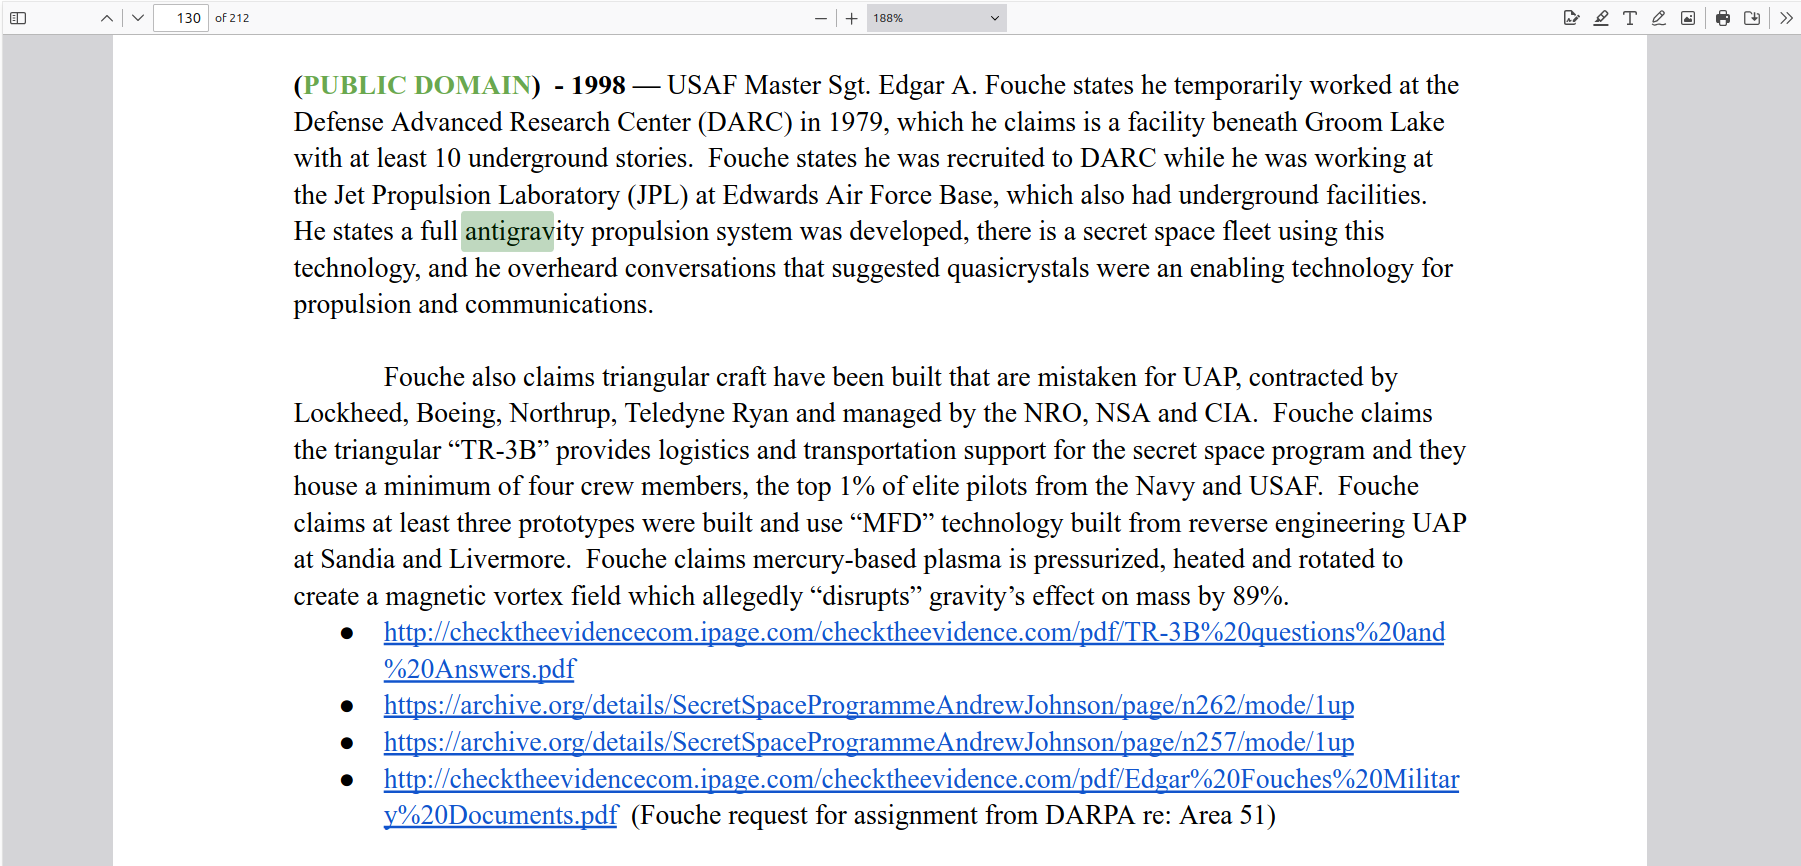 130 of 212
188%
(PUBLIC DOMAIN) - 1998 — USAF Master Sgt. Edgar A. Fouche states he temporarily worked at the
Defense Advanced Research Center (DARC) in 1979, which he claims is a facility beneath Groom Lake
with at least 10 underground stories. Fouche states he was recruited to DARC while he was working at
the Jet Propulsion Laboratory (JPL) at Edwards Air Force Base, which also had underground facilities.
He states a full antigravity propulsion system was developed, there is a secret space fleet using this
technology, and he overheard conversations that suggested quasicrystals were an enabling technology for
propulsion and communications.
Fouche also claims triangular craft have been built that are mistaken for UAP, contracted by
Lockheed, Boeing, Northrup, Teledyne Ryan and managed by the NRO, NSA and CIA. Fouche claims
the triangular “TR-3B” provides logistics and transportation support for the secret space program and they
house a minimum of four crew members, the top 1% of elite pilots from the Navy and USAF. Fouche
claims at least three prototypes were built and use “MFD” technology built from reverse engineering UAP
at Sandia and Livermore. Fouche claims mercury-based plasma is pressurized, heated and rotated to
create a magnetic vortex field which allegedly “disrupts” gravity’s effect on mass by 89%.
● http://checktheevidencecom.ipage.com/checktheevidence.com/pdf/TR-3B%20questions%20and
%20Answers.pdf
● https://archive.org/details/SecretSpaceProgrammeAndrewJohnson/page/n262/mode/1up
● https://archive.org/details/SecretSpaceProgrammeAndrewJohnson/page/n257/mode/1up
● http://checktheevidencecom.ipage.com/checktheevidence.com/pdf/Edgar%20Fouches%20Militar
y%20Documents.pdf (Fouche request for assignment from DARPA re: Area 51)